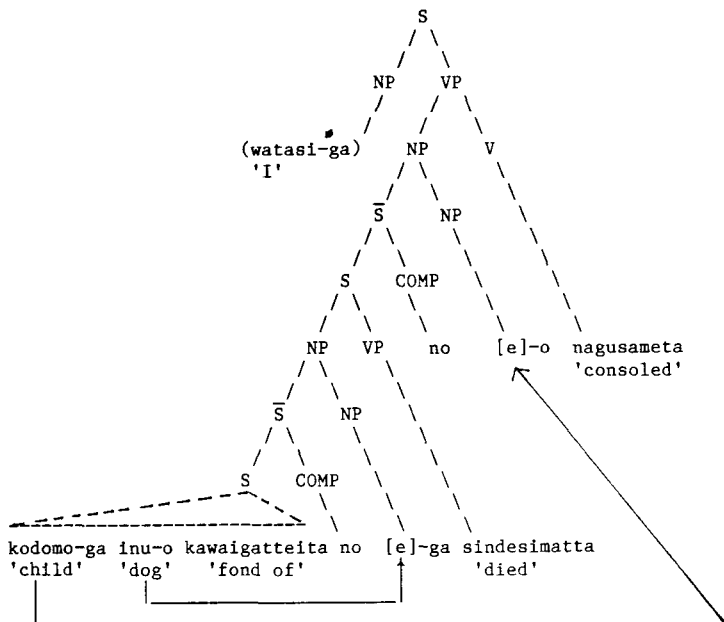 S
NP VP
(watasi-ga) NP V
'I'
S̄ NP
S COMP
NP VP no [e]-o nagusameta
'consoled'
S̄ NP
S COMP
kodomo-ga inu-o kawaigatteita no [e]-ga sindesimatta
'child' 'dog' 'fond of' 'died'